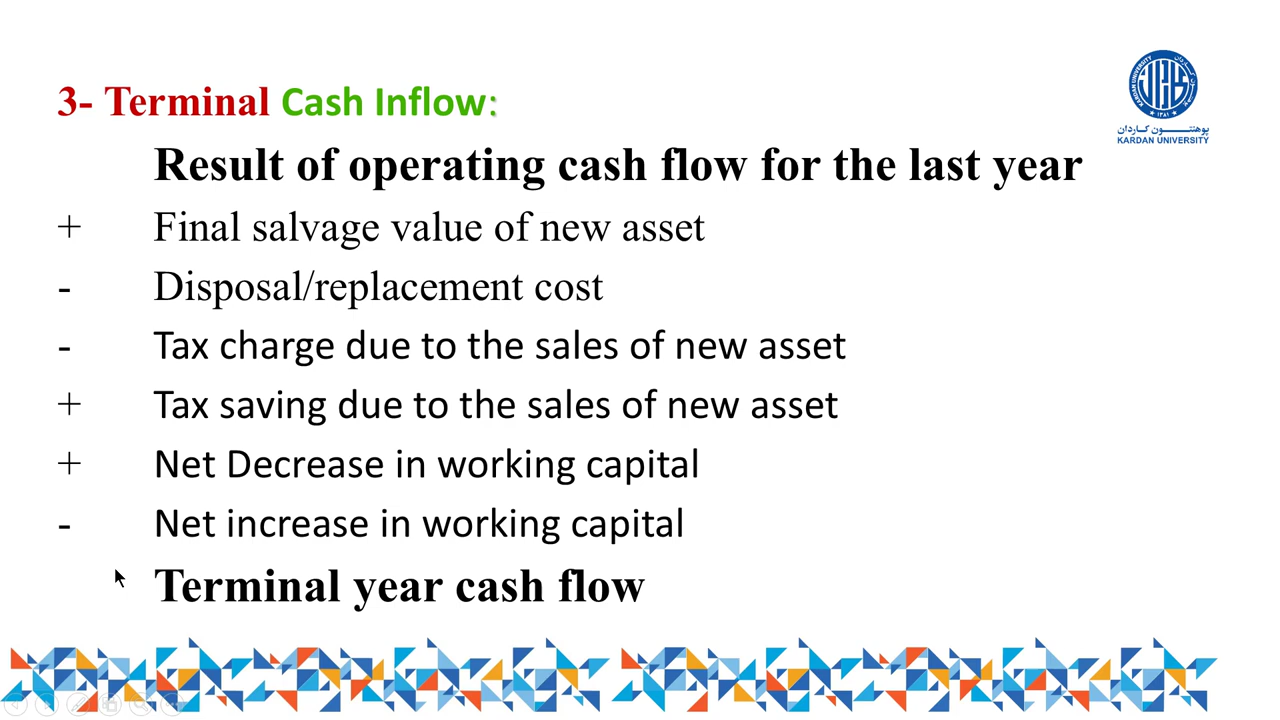 3- Terminal Cash Inflow:
Result of operating cash flow for the last year
+ Final salvage value of new asset
- Disposal/replacement cost
- Tax charge due to the sales of new asset
+ Tax saving due to the sales of new asset
+ Net Decrease in working capital
- Net increase in working capital
Terminal year cash flow
KARDAN UNIVERSITY
۱۳۸۱
پوهنتون کاردان
KARDAN UNIVERSITY